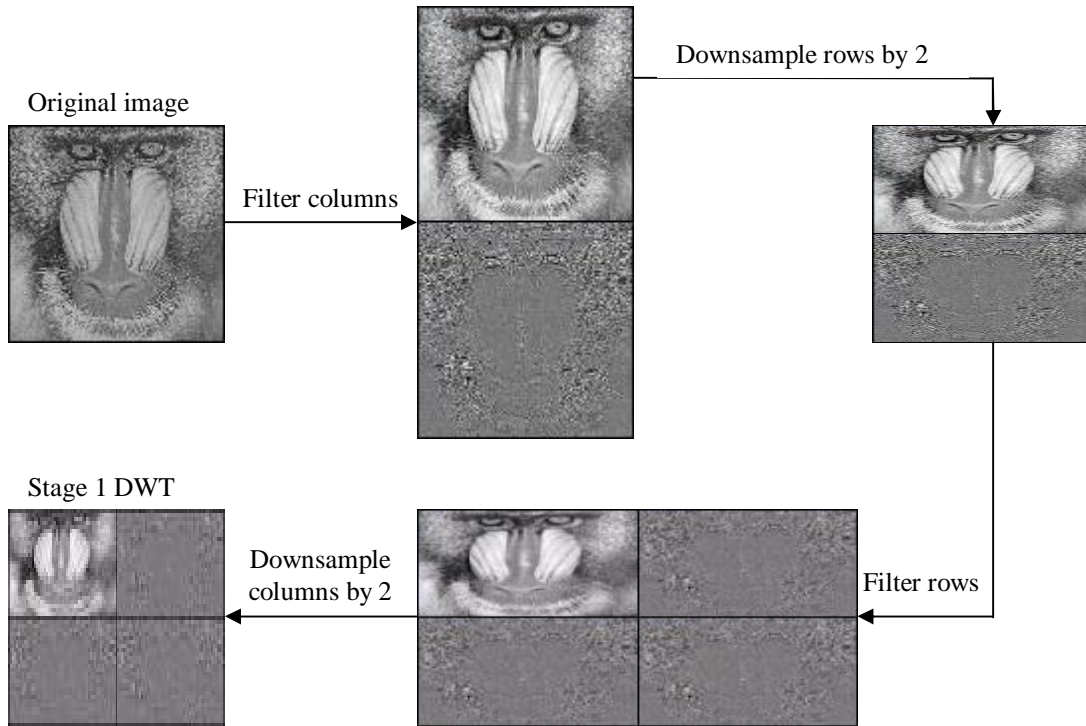 Original image
Filter columns
Downsample rows by 2
Filter rows
Downsample
columns by 2
Stage 1 DWT